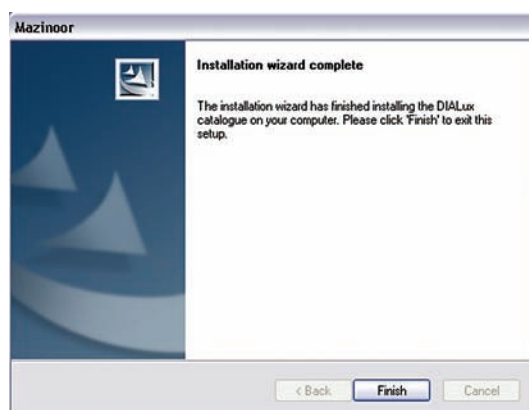 Mazinoor
Installation wizard complete
The installation wizard has finished installing the DIALux
catalogue on your computer. Please click 'Finish' to exit this
setup.
< Back
Finish
Cancel